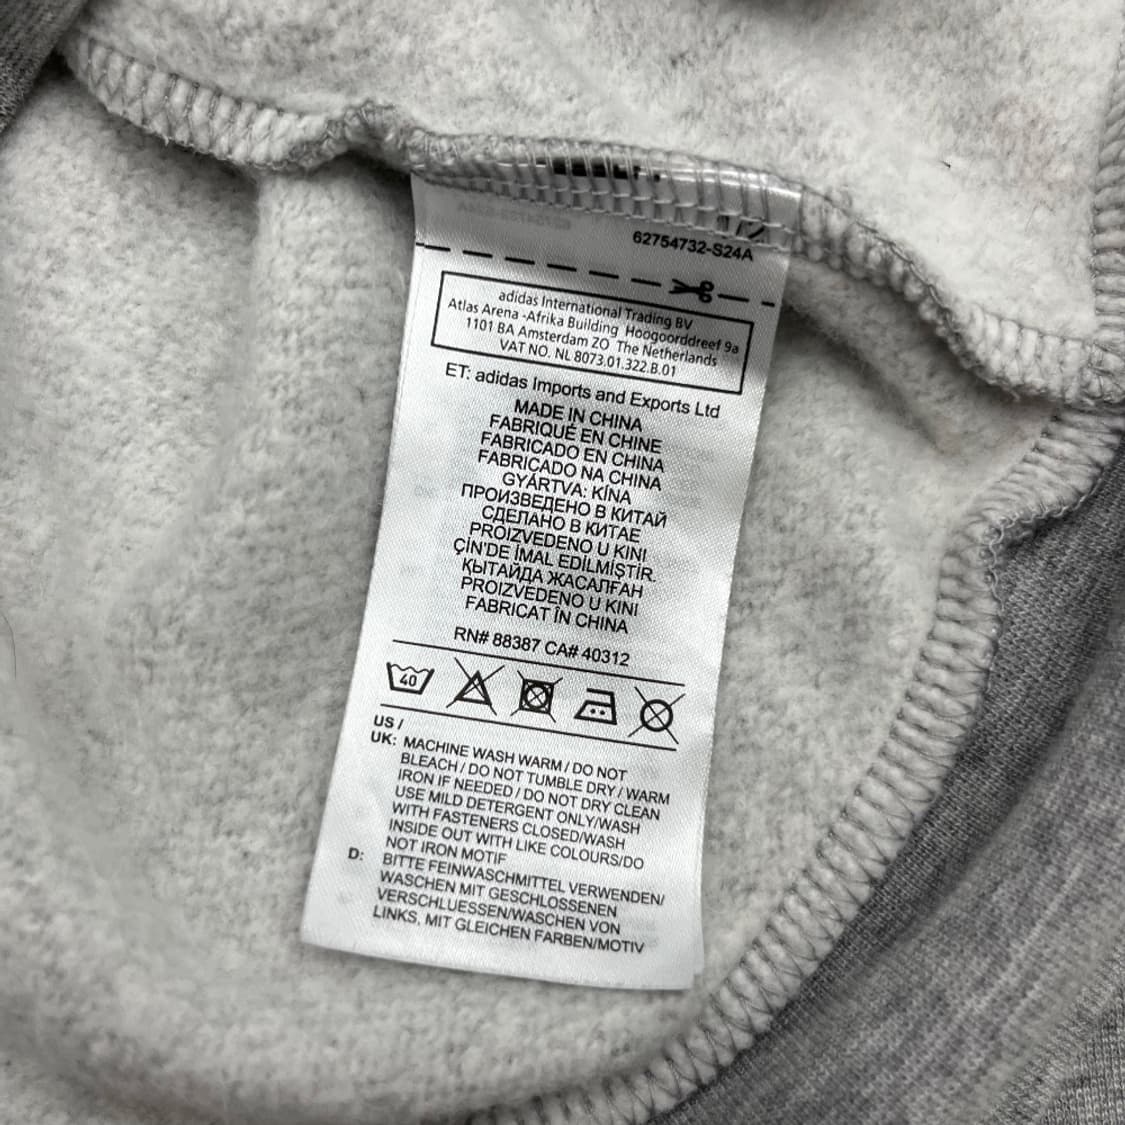 62754732-S24A
adidas International Trading BV
Atlas Arena -Afrika Building Hoogoorddreef 9a
1101 BA Amsterdam ZO The Netherlands
VAT NO. NL 8073.01.322.B.01
ET: adidas Imports and Exports Ltd
MADE IN CHINA
FABRIQUÉ EN CHINE
FABRICADO EN CHINA
FABRICADO NA CHINA
GYÁRTVA: KÍNA
ПРОИЗВЕДЕНО В КИТАЙ
СДЕЛАНО В КИТАЕ
PROIZVEDENO U KINI
ÇİN'DE İMAL EDİLMİŞTİR.
ҚЫТАЙДА ЖАСАЛҒАН
PROIZVEDENO U KINI
FABRICAT ÎN CHINA
RN# 88387 CA# 40312
40
US /
UK: MACHINE WASH WARM / DO NOT
BLEACH / DO NOT TUMBLE DRY / WARM
IRON IF NEEDED / DO NOT DRY CLEAN
USE MILD DETERGENT ONLY/WASH
WITH FASTENERS CLOSED/WASH
INSIDE OUT WITH LIKE COLOURS/DO
NOT IRON MOTIF
D: BITTE FEINWASCHMITTEL VERWENDEN/
WASCHEN MIT GESCHLOSSENEN
VERSCHLUESSEN/WASCHEN VON
LINKS, MIT GLEICHEN FARBEN/MOTIV